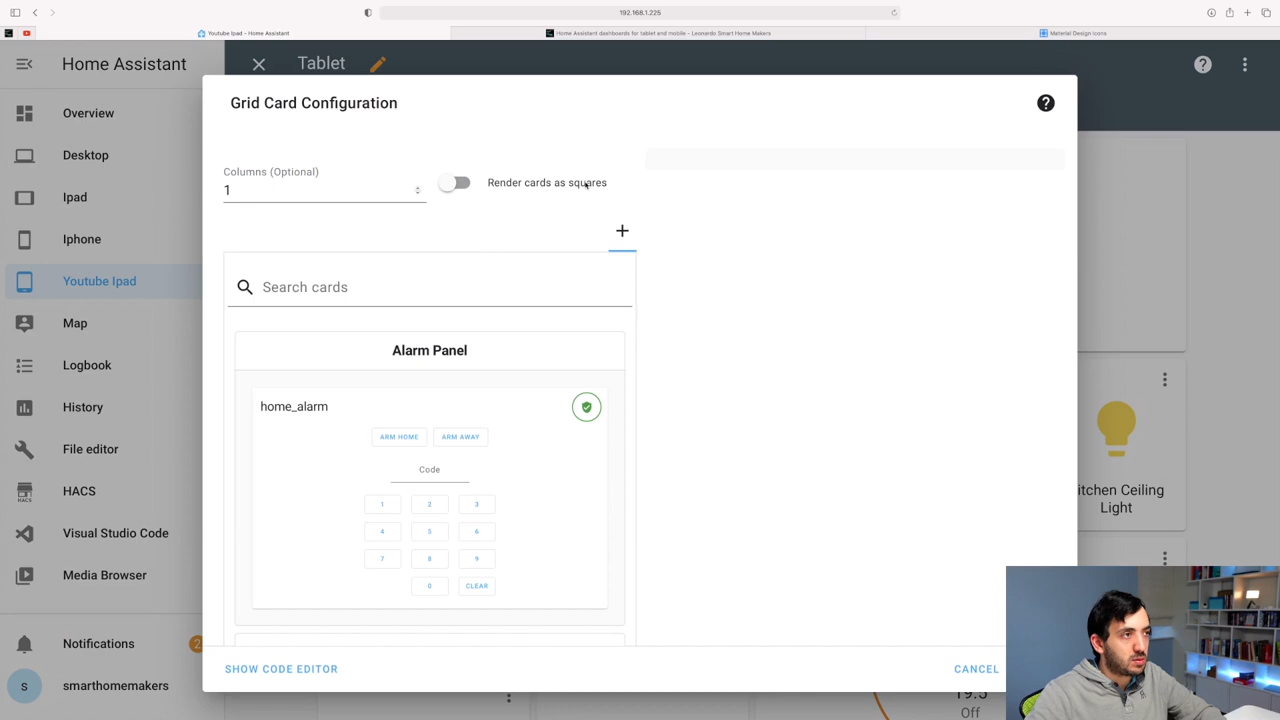 192.168.1.225
Youtube Ipad - Home Assistant
Home Assistant dashboards for tablet and mobile - Leonardo Smart Home Makers
Material Design Icons
Home Assistant
Tablet
Overview
Desktop
Ipad
Iphone
Youtube Ipad
Map
Logbook
History
File editor
HACS
HACS
Visual Studio Code
Media Browser
Notifications
2
s
smarthomemakers
Grid Card Configuration
Columns (Optional)
1
Render cards as squares
Search cards
Alarm Panel
home_alarm
ARM HOME
ARM AWAY
Code
1 2 3
4 5 6
7 8 9
0 CLEAR
SHOW CODE EDITOR
CANCEL
itchen Ceiling
Light
19.5
Off